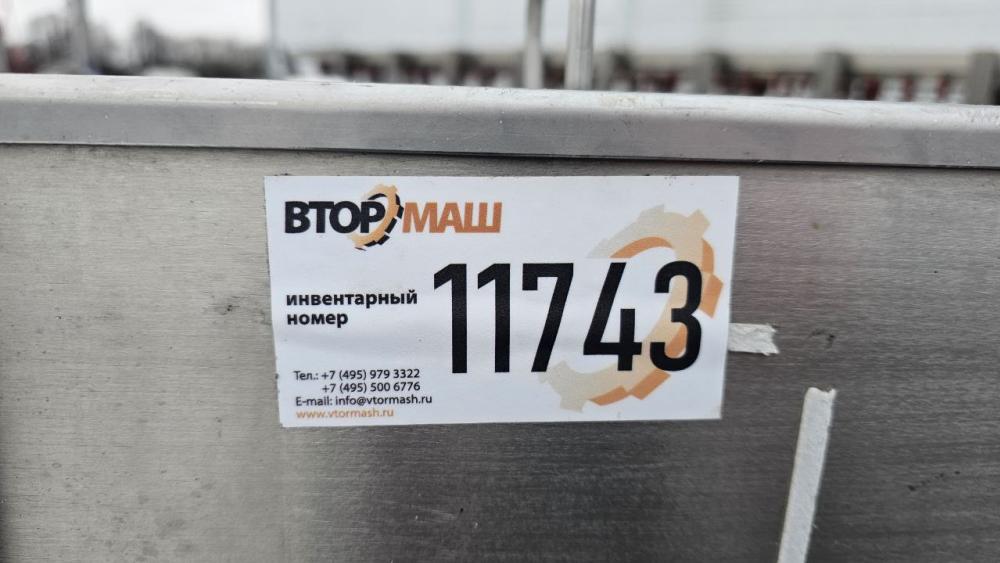 ВТОРМАШ
инвентарный
номер
11743
Тел.: +7 (495) 979 3322
+7 (495) 500 6776
E-mail: info@vtormash.ru
www.vtormash.ru